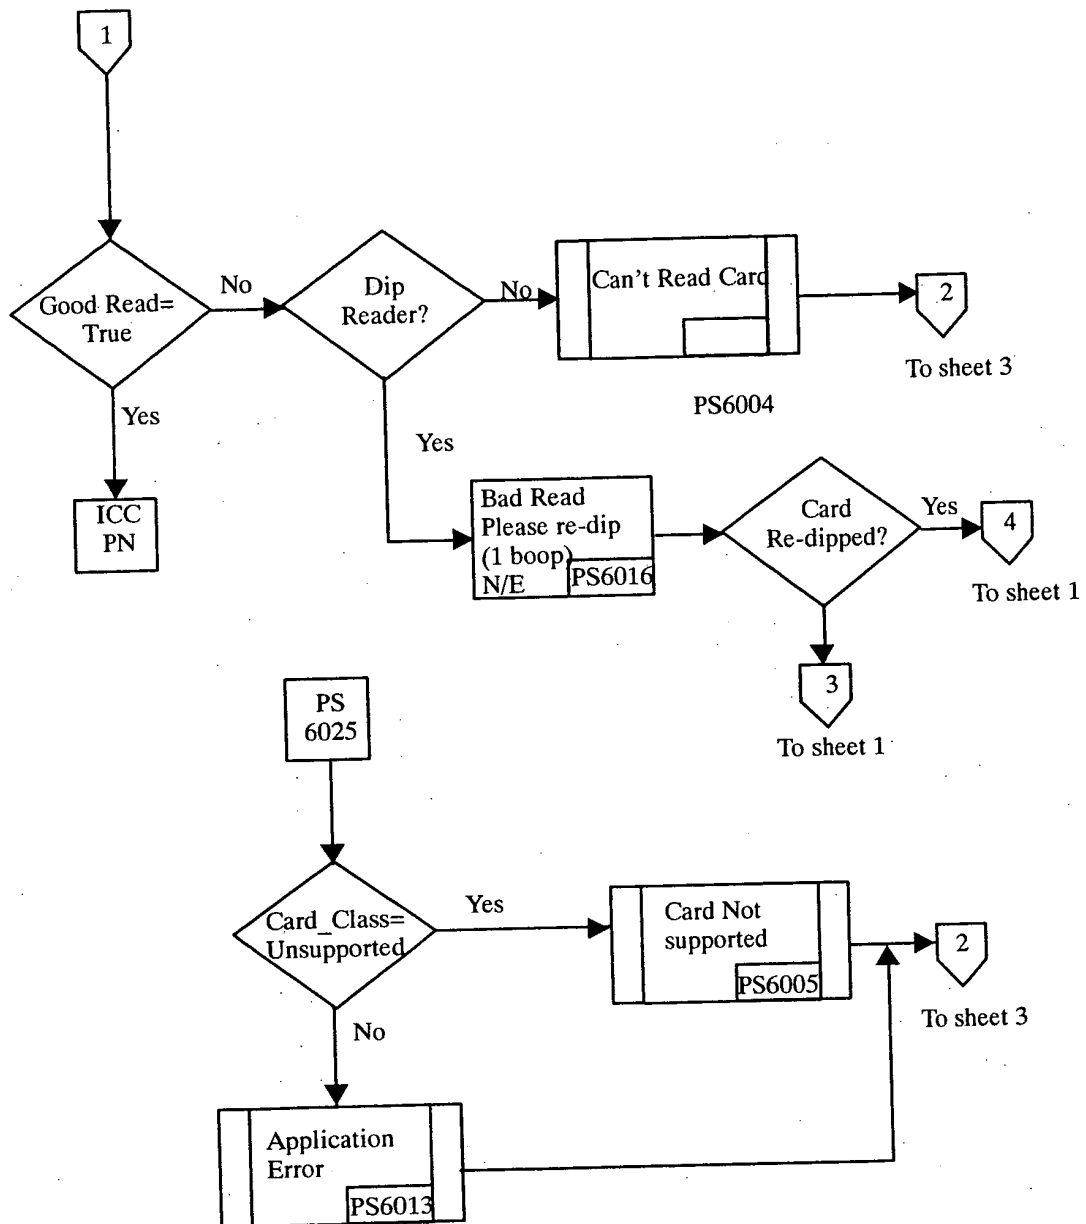 1
Good Read=
True
No
Yes
ICC
PN
Dip
Reader?
No
Can't Read Card
PS6004
2
To sheet 3
Yes
Bad Read
Please re-dip
(1 boop)
N/E
PS6016
Card
Re-dipped?
Yes
4
To sheet 1
3
To sheet 1
PS
6025
Card_Class=
Unsupported
Yes
Card Not
supported
PS6005
2
To sheet 3
No
Application
Error
PS6013